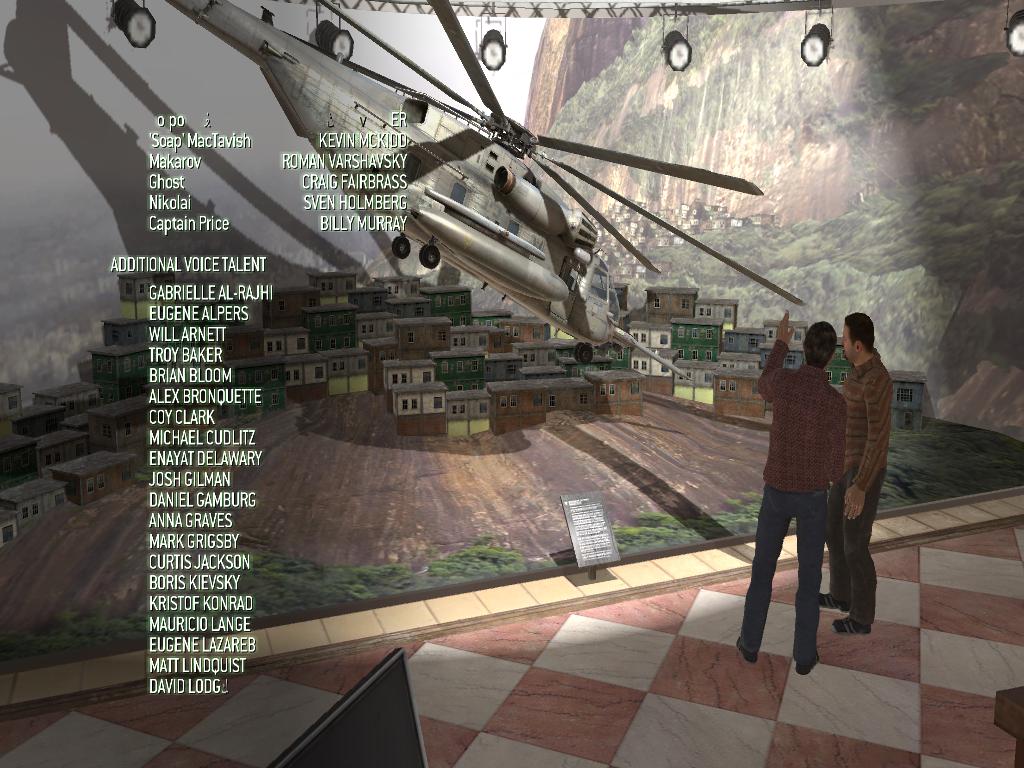 'Soap' MacTavish KEVIN MCKIDD
Makarov ROMAN VARSHAVSKY
Ghost CRAIG FAIRBRASS
Nikolai SVEN HOLMBERG
Captain Price BILLY MURRAY
ADDITIONAL VOICE TALENT
GABRIELLE AL-RAJHI
EUGENE ALPERS
WILL ARNETT
TROY BAKER
BRIAN BLOOM
ALEX BRONQUETTE
COY CLARK
MICHAEL CUDLITZ
ENAYAT DELAWARY
JOSH GILMAN
DANIEL GAMBURG
ANNA GRAVES
MARK GRIGSBY
CURTIS JACKSON
BORIS KIEVSKY
KRISTOF KONRAD
MAURICIO LANGE
EUGENE LAZAREB
MATT LINDQUIST
DAVID LODG